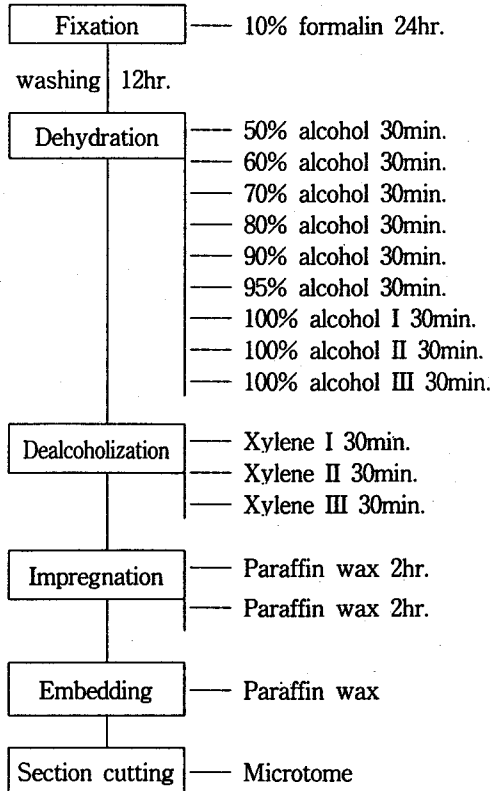 Fixation 10% formalin 24hr.
washing 12hr.
Dehydration 50% alcohol 30min.
60% alcohol 30min.
70% alcohol 30min.
80% alcohol 30min.
90% alcohol 30min.
95% alcohol 30min.
100% alcohol I 30min.
100% alcohol II 30min.
100% alcohol III 30min.
Dealcoholization Xylene I 30min.
Xylene II 30min.
Xylene III 30min.
Impregnation Paraffin wax 2hr.
Paraffin wax 2hr.
Embedding Paraffin wax
Section cutting Microtome